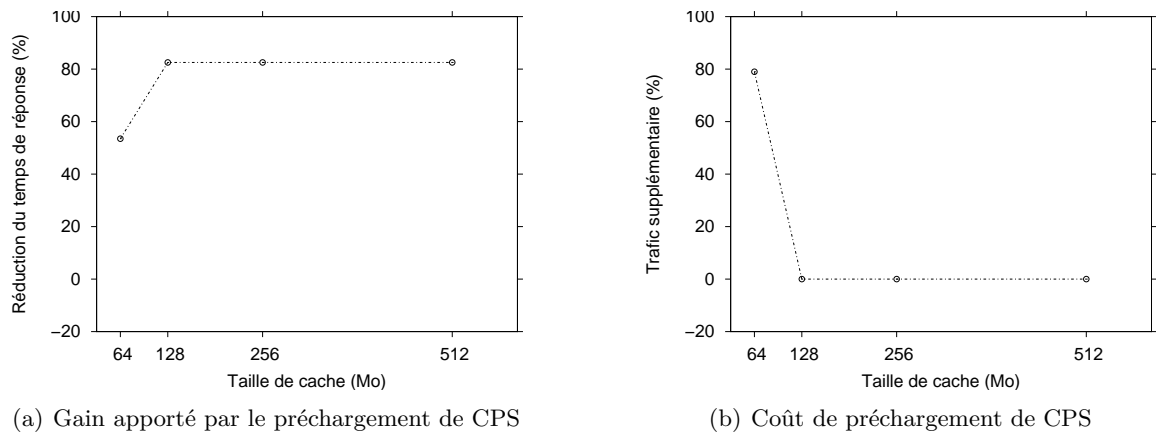 100
80
60
40
20
0
−20
64 128 256 512
Réduction du temps de réponse (%)
Taille de cache (Mo)
(a) Gain apporté par le préchargement de CPS
100
80
60
40
20
0
−20
64 128 256 512
Trafic supplémentaire (%)
Taille de cache (Mo)
(b) Coût de préchargement de CPS